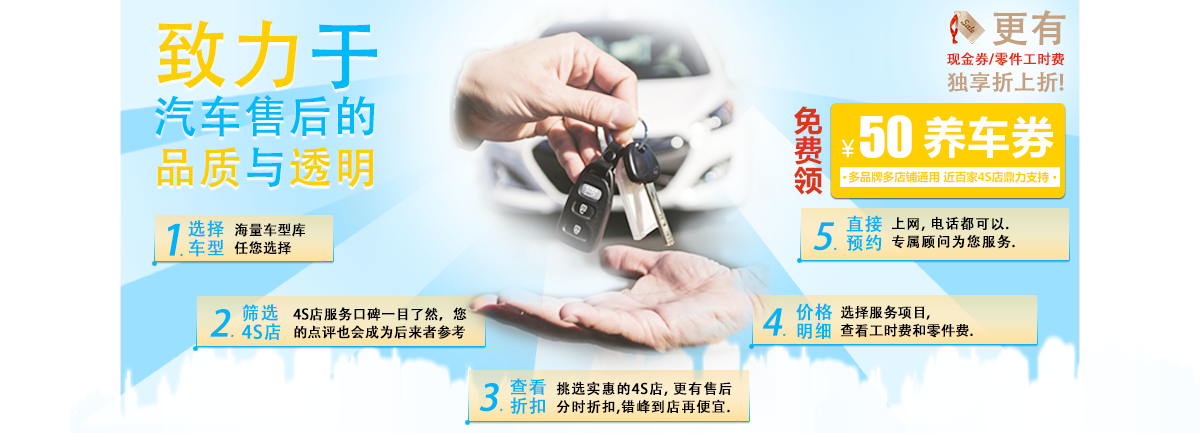 致力于
汽车售后的
品质与透明
Sale
更有
现金券/零件工时费
独享折上折!
免费领
¥50 养车券
·多品牌多店铺通用 近百家4S店鼎力支持·
1.
选择
车型
海量车型库
任您选择
2.
筛选
4S店
4S店服务口碑一目了然，您
的点评也会成为后来者参考
3.
查看
折扣
挑选实惠的4S店, 更有售后
分时折扣,错峰到店再便宜.
4.
价格
明细
选择服务项目,
查看工时费和零件费.
5.
直接
预约
上网, 电话都可以.
专属顾问为您服务.